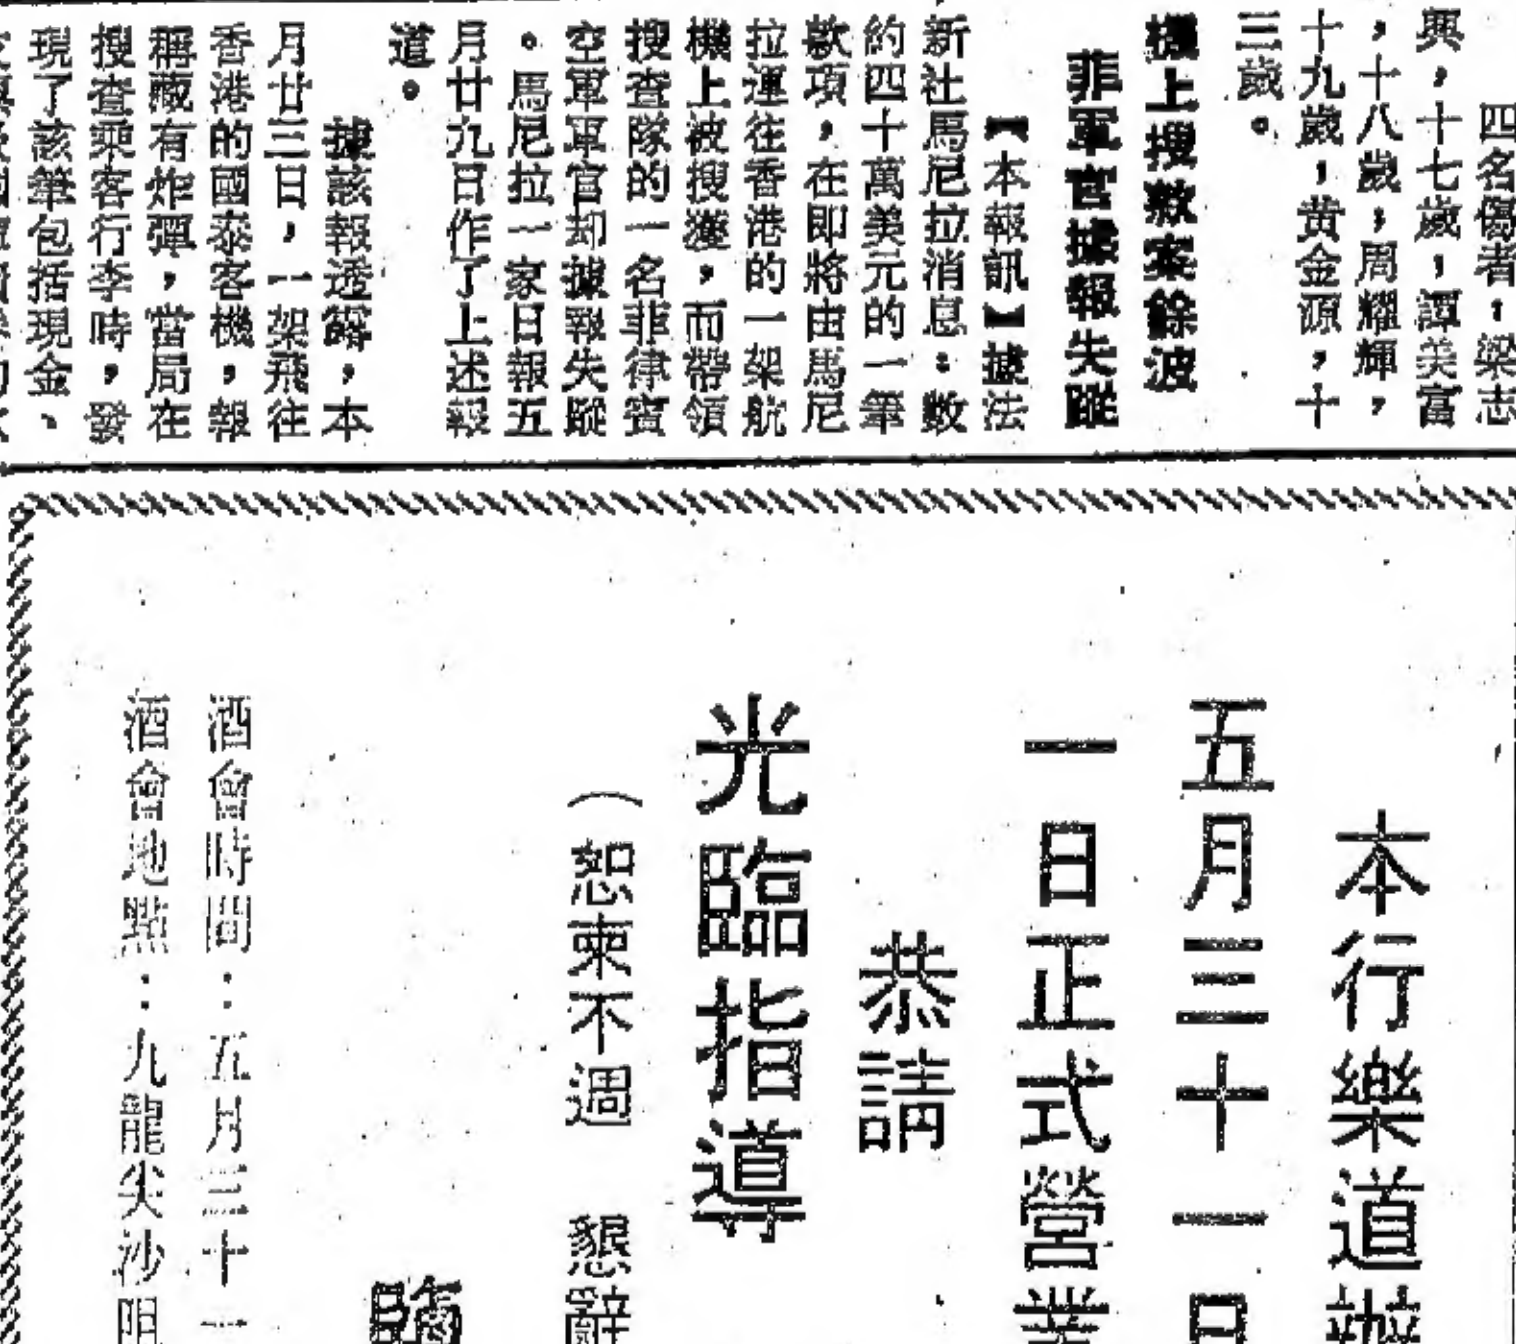 四名傷者：梁志
興，十七歲；譚美富
，十八歲；周耀輝，
十九歲；黄金源，十
三歲。
機上搜欵案餘波
菲軍官據報失蹤
【本報訊】據法
新社馬尼拉消息：數
約四十萬美元的一筆
欵項，在即將由馬尼
拉運往香港的一架航
機上被搜獲，而帶領
搜查隊的一名菲律賓
空軍軍官却據報失蹤
。馬尼拉一家日報五
月廿九日作了上述報
道。
據該報透露，本
月廿三日，一架飛往
香港的國泰客機，報
稱藏有炸彈，當局在
搜查乘客行李時，發
現了該筆包括現金、
本行樂道辦
五月三十一日
一日正式營業
恭請
光臨指導
（恕柬不週　懇辭
酒會時間：五月三十一
酒會地點：九龍尖沙咀